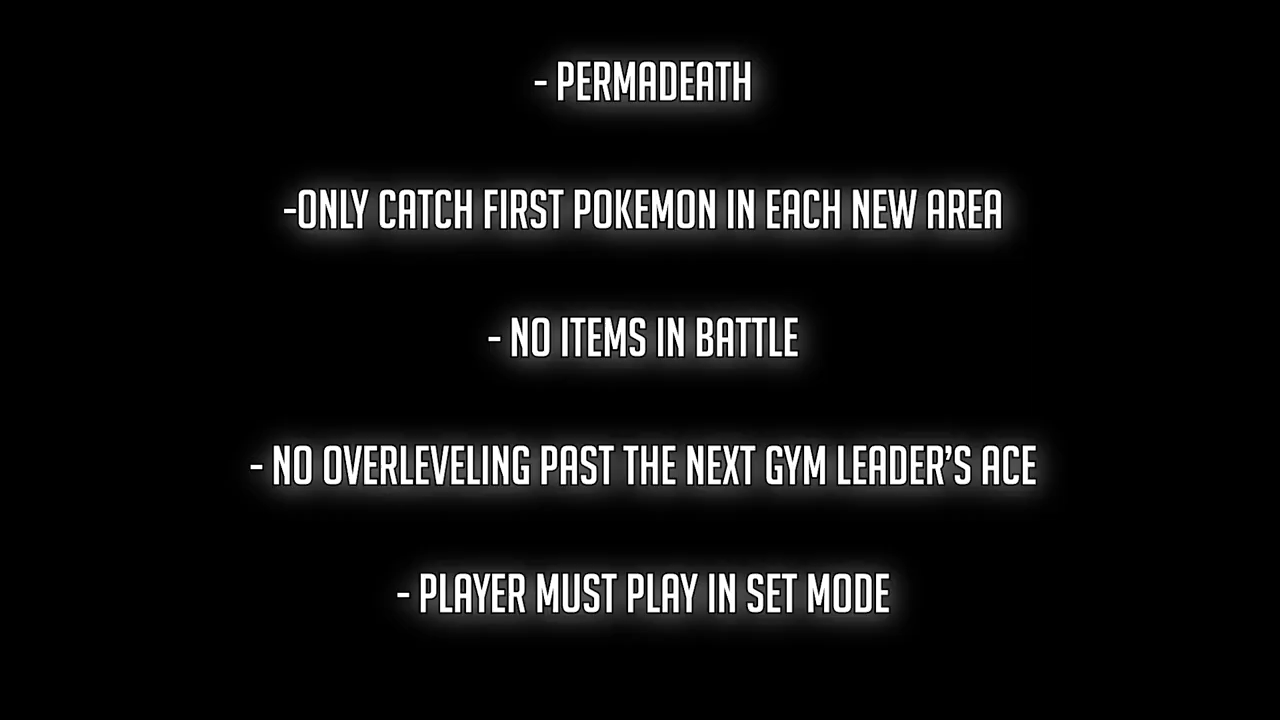 - PERMADEATH
-ONLY CATCH FIRST POKEMON IN EACH NEW AREA
- NO ITEMS IN BATTLE
- NO OVERLEVELING PAST THE NEXT GYM LEADER’S ACE
- PLAYER MUST PLAY IN SET MODE